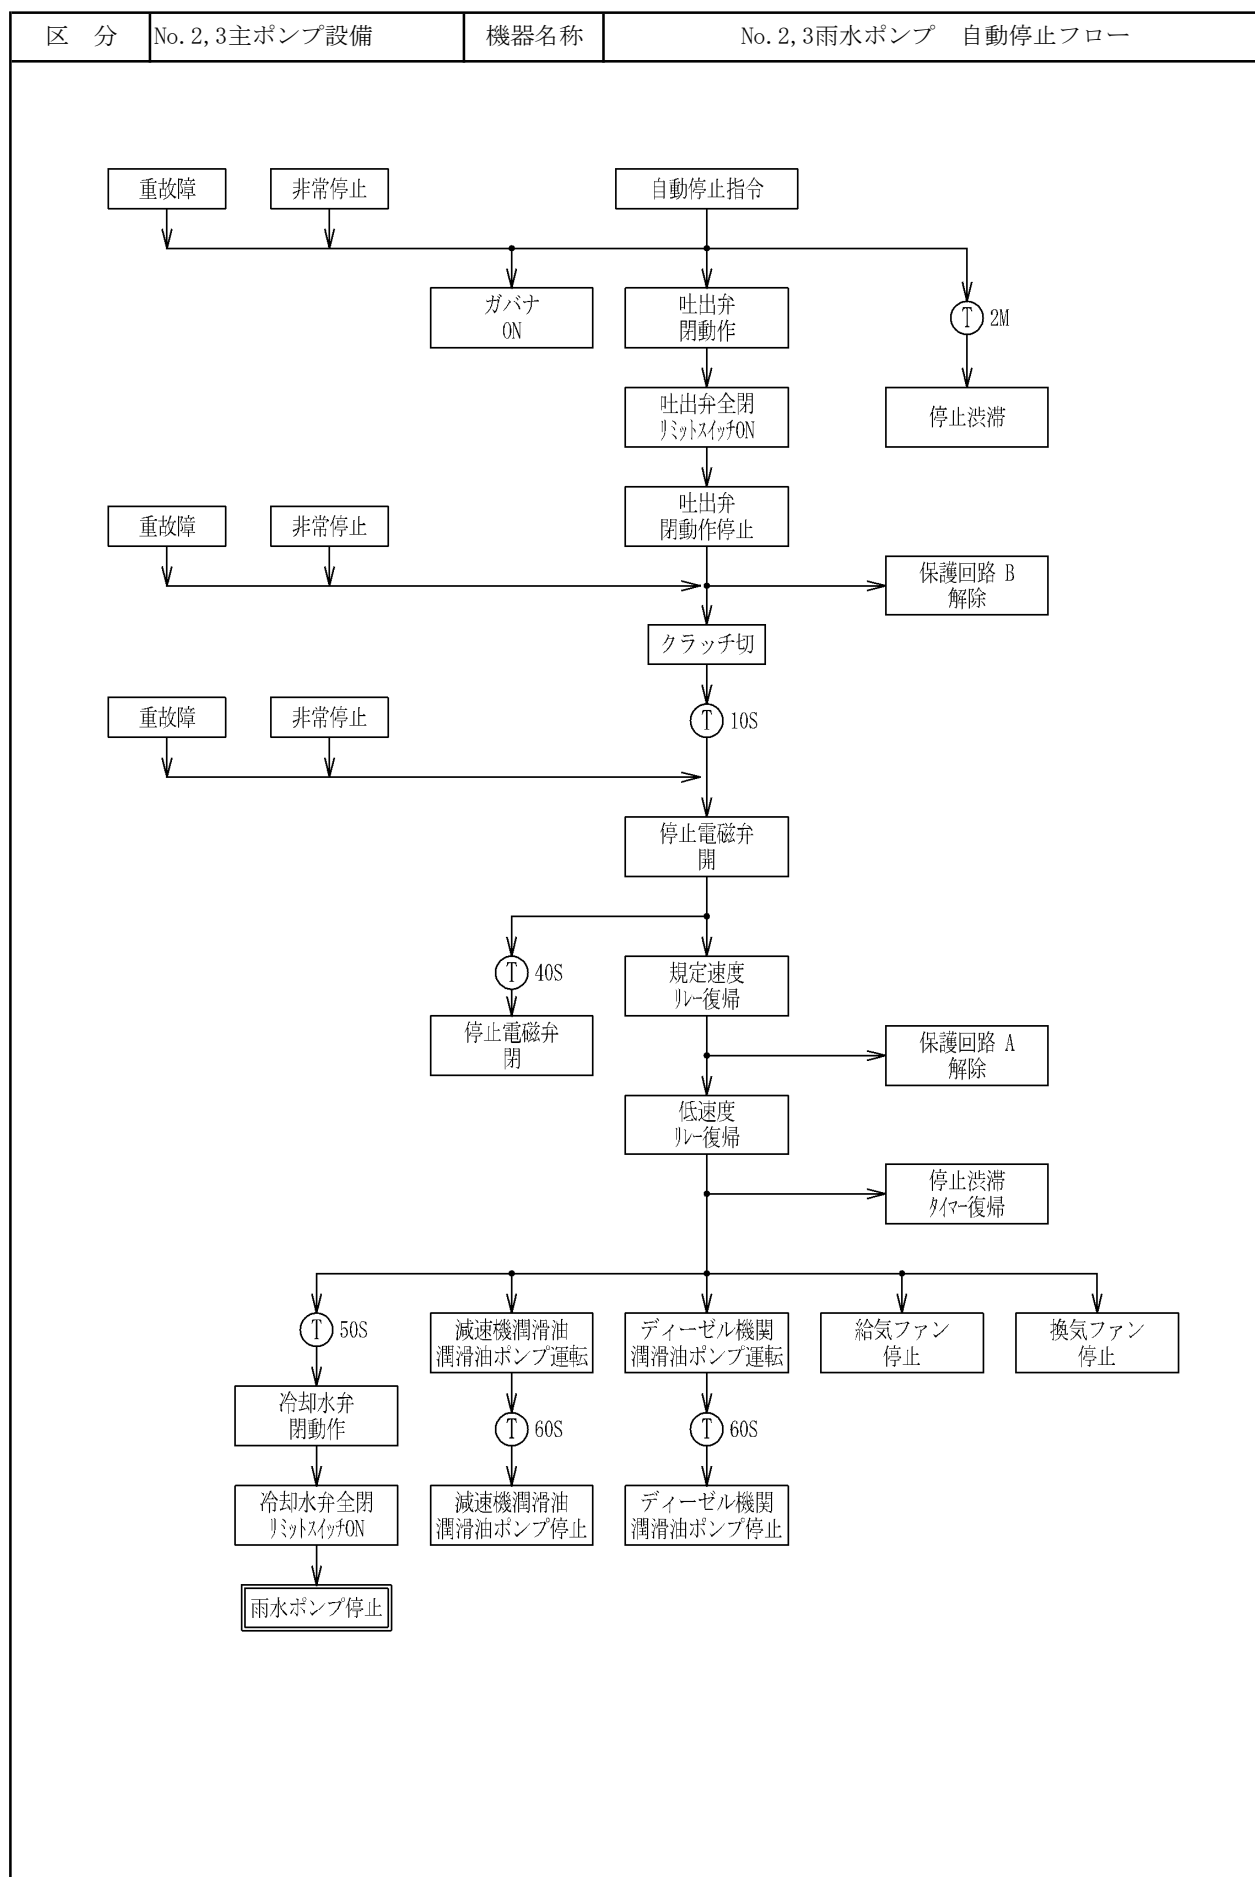 区　分
No.2,3主ポンプ設備
機器名称
No.2,3雨水ポンプ　自動停止フロー
重故障
非常停止
自動停止指令
ガバナ
ON
吐出弁
閉動作
T
2M
吐出弁全閉
リミットスイッチON
停止渋滞
吐出弁
閉動作停止
重故障
非常停止
保護回路 B
解除
クラッチ切
重故障
非常停止
T
10S
停止電磁弁
開
T
40S
規定速度
リレー復帰
停止電磁弁
閉
保護回路 A
解除
低速度
リレー復帰
停止渋滞
タイマー復帰
T
50S
減速機潤滑油
潤滑油ポンプ運転
ディーゼル機関
潤滑油ポンプ運転
給気ファン
停止
換気ファン
停止
冷却水弁
閉動作
T
60S
T
60S
冷却水弁全閉
リミットスイッチON
減速機潤滑油
潤滑油ポンプ停止
ディーゼル機関
潤滑油ポンプ停止
雨水ポンプ停止